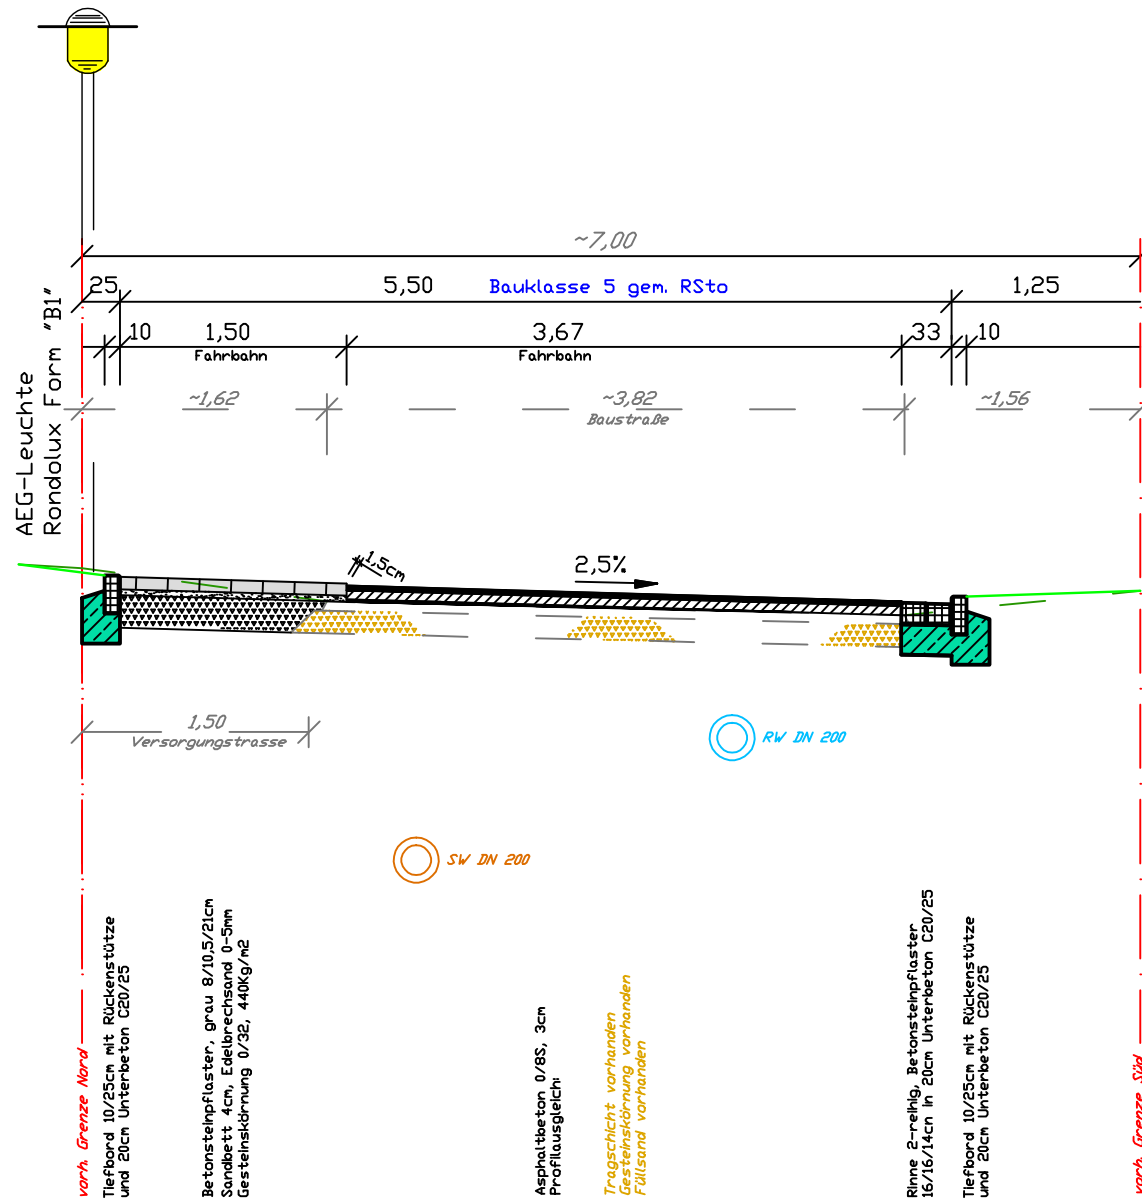 ~7,00
25
5,50
Bauklasse 5 gem. RSto
1,25
10
1,50
Fahrbahn
3,67
Fahrbahn
33
10
~1,62
~3,82
Baustraße
~1,56
AEG-Leuchte
Rondolux Form "B1"
1,5cm
2,5%
1,50
Versorgungstrasse
RW DN 200
SW DN 200
vorh. Grenze Nord
Tiefbord 10/25cm mit Rückenstütze
und 20cm Unterbeton C20/25
Betonsteinpflaster, grau 8/10,5/21cm
Sandbett 4cm, Edelbrechsand 0-5mm
Gesteinskörnung 0/32, 440Kg/m2
Asphaltbeton 0/8S, 3cm
Profilausgleich:
Tragschicht vorhanden
Gesteinskörnung vorhanden
Füllsand vorhanden
Rinne 2-reihig, Betonsteinpflaster
16/16/14cm in 20cm Unterbeton C20/25
Tiefbord 10/25cm mit Rückenstütze
und 20cm Unterbeton C20/25
vorh. Grenze Süd